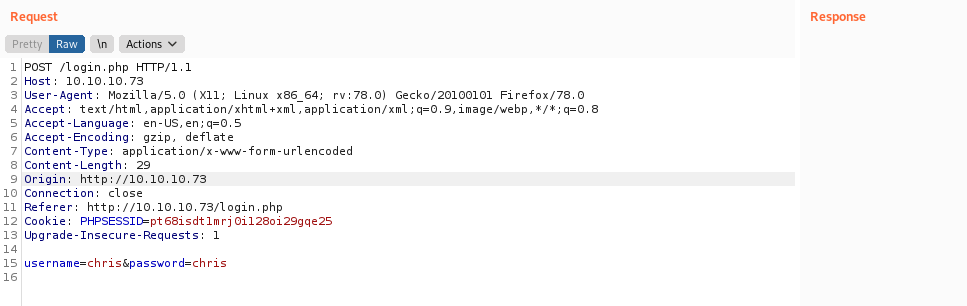 Request
Response
Pretty Raw \n Actions
1 POST /login.php HTTP/1.1
2 Host: 10.10.10.73
3 User-Agent: Mozilla/5.0 (X11; Linux x86_64; rv:78.0) Gecko/20100101 Firefox/78.0
4 Accept: text/html,application/xhtml+xml,application/xml;q=0.9,image/webp,*/*;q=0.8
5 Accept-Language: en-US,en;q=0.5
6 Accept-Encoding: gzip, deflate
7 Content-Type: application/x-www-form-urlencoded
8 Content-Length: 29
9 Origin: http://10.10.10.73
10 Connection: close
11 Referer: http://10.10.10.73/login.php
12 Cookie: PHPSESSID=pt68isdt1mrj0i128oi29gqe25
13 Upgrade-Insecure-Requests: 1
14
15 username=chris&password=chris
16